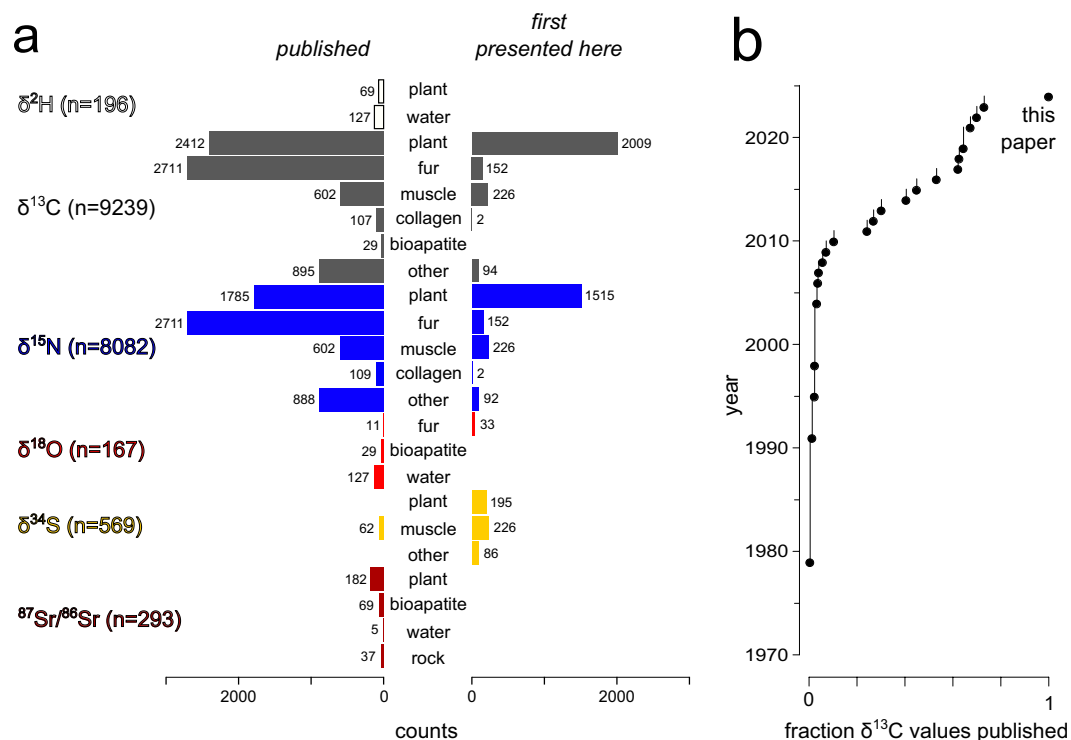 a
published
first
presented here
δ²H (n=196)
69 plant
127 water
δ¹³C (n=9239)
2412 plant 2009
2711 fur 152
602 muscle 226
107 collagen 2
29 bioapatite
895 other 94
δ¹⁵N (n=8082)
1785 plant 1515
2711 fur 152
602 muscle 226
109 collagen 2
888 other 92
δ¹⁸O (n=167)
11 fur 33
29 bioapatite
127 water
δ³⁴S (n=569)
plant 195
62 muscle 226
other 86
⁸⁷Sr/⁸⁶Sr (n=293)
182 plant
69 bioapatite
5 water
37 rock
2000 0 0 2000
counts
b
this
paper
2020
2010
2000
1990
1980
1970
year
0 1
fraction δ¹³C values published